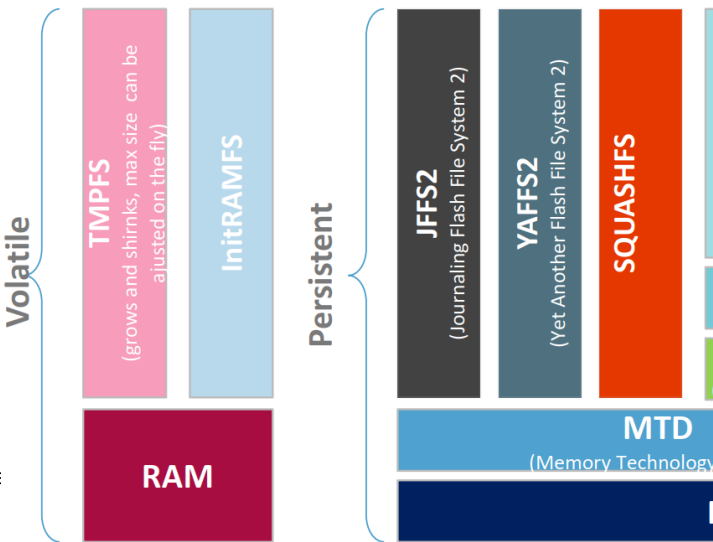 Volatile
TMPFS
(grows and shirnks, max size can be
ajusted on the fly)
InitRAMFS
RAM
Persistent
JFFS2
(Journaling Flash File System 2)
YAFFS2
(Yet Another Flash File System 2)
SQUASHFS
MTD
(Memory Technology